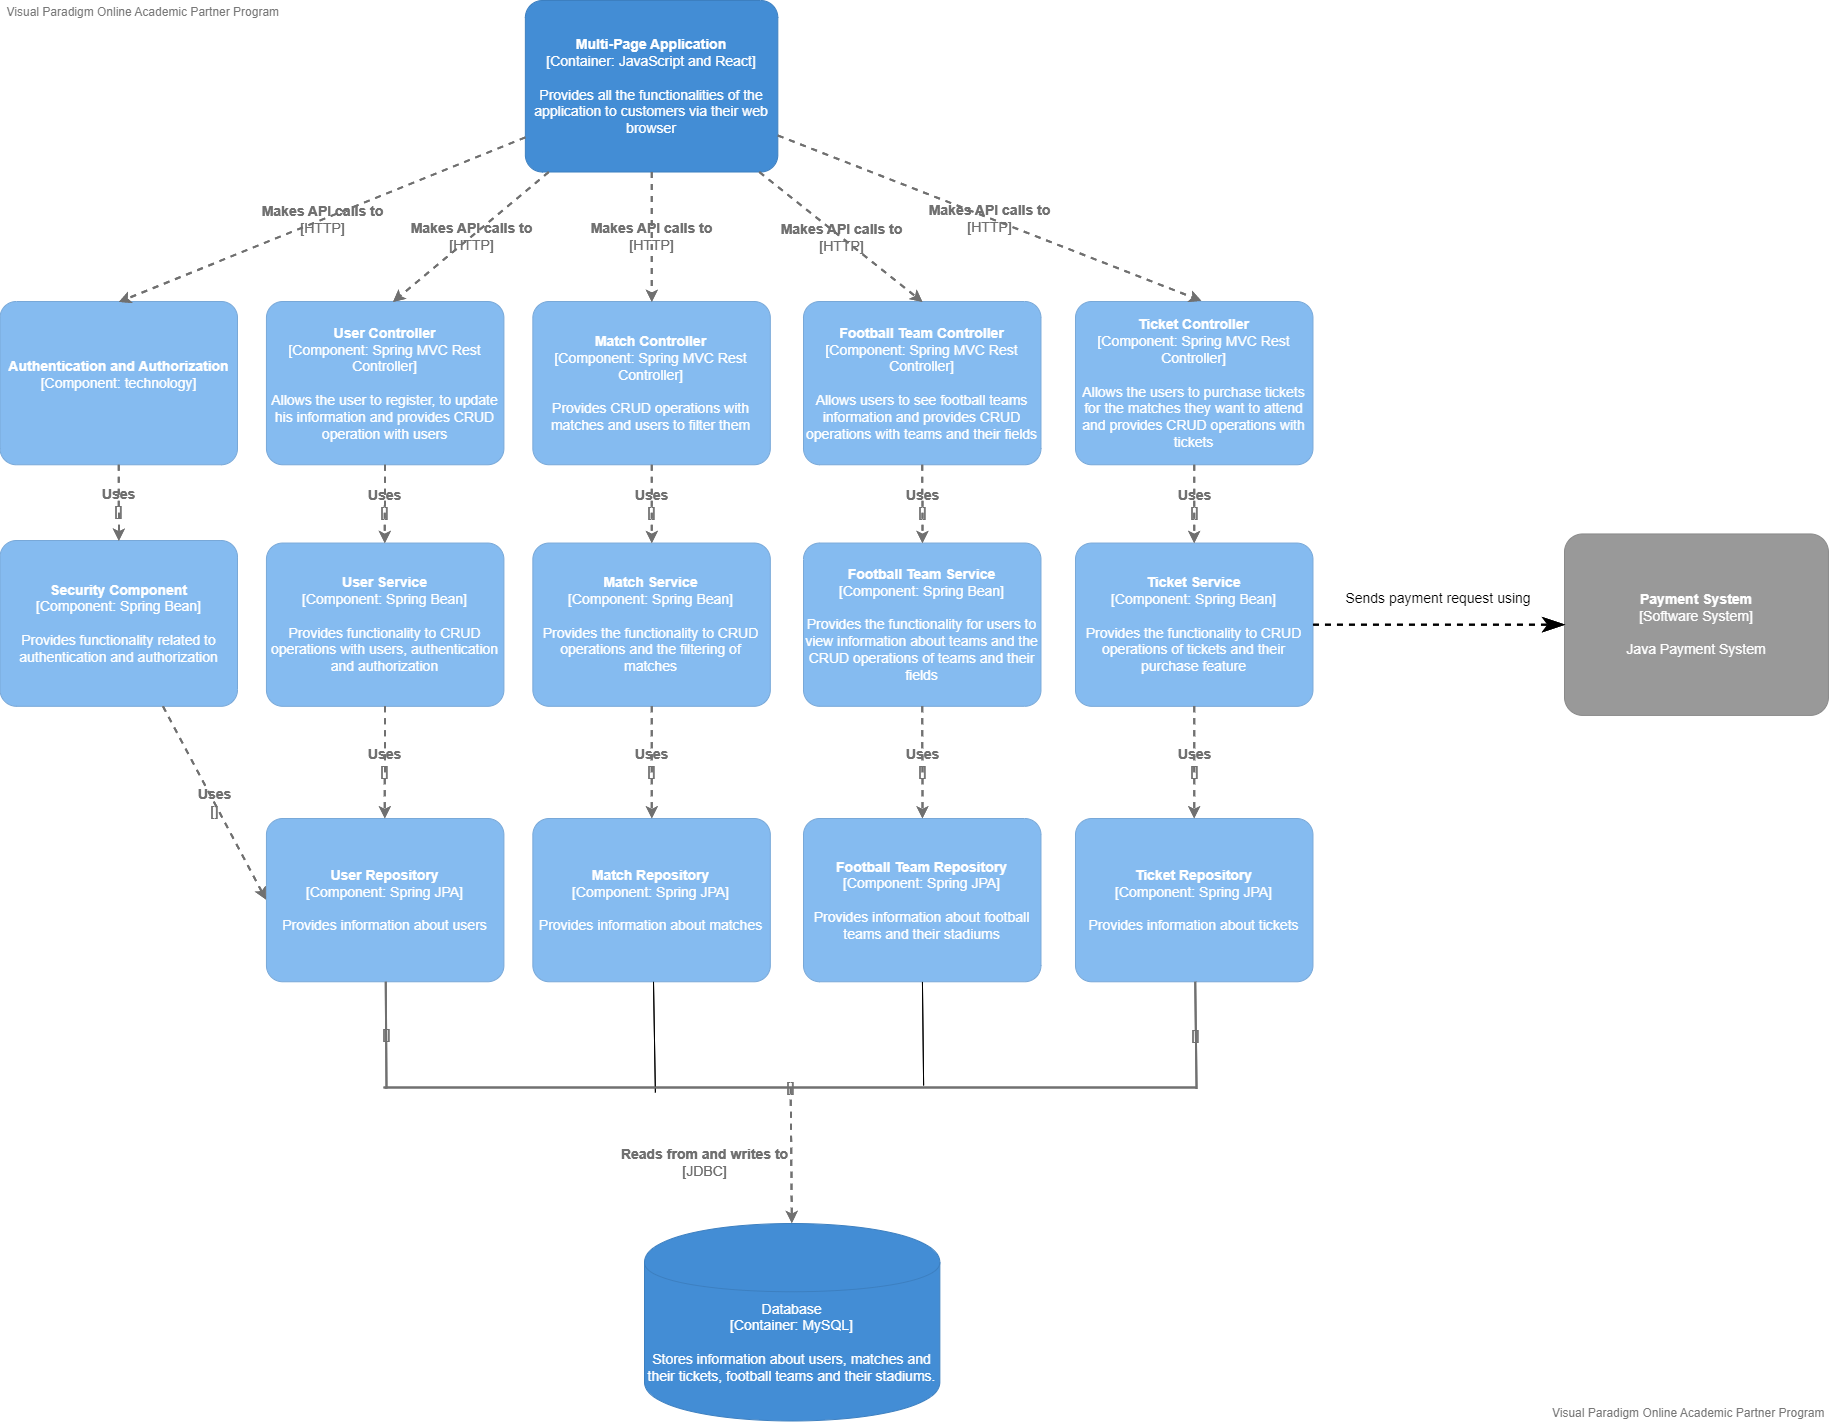 Visual Paradigm Online Academic Partner Program
Multi-Page Application
[Container: JavaScript and React]
Provides all the functionalities of the
application to customers via their web
browser
Makes API calls to
[HTTP]
Makes API calls to
[HTTP]
Makes API calls to
[HTTP]
Makes API calls to
[HTTP]
Makes API calls to
[HTTP]
Authentication and Authorization
[Component: technology]
User Controller
[Component: Spring MVC Rest
Controller]
Allows the user to register, to update
his information and provides CRUD
operation with users
Match Controller
[Component: Spring MVC Rest
Controller]
Provides CRUD operations with
matches and users to filter them
Football Team Controller
[Component: Spring MVC Rest
Controller]
Allows users to see football teams
information and provides CRUD
operations with teams and their fields
Ticket Controller
[Component: Spring MVC Rest
Controller]
Allows the users to purchase tickets
for the matches they want to attend
and provides CRUD operations with
tickets
Uses
[]
Uses
[]
Uses
[]
Uses
[]
Uses
[]
Security Component
[Component: Spring Bean]
Provides functionality related to
authentication and authorization
User Service
[Component: Spring Bean]
Provides functionality to CRUD
operations with users, authentication
and authorization
Match Service
[Component: Spring Bean]
Provides the functionality to CRUD
operations and the filtering of
matches
Football Team Service
[Component: Spring Bean]
Provides the functionality for users to
view information about teams and the
CRUD operations of teams and their
fields
Ticket Service
[Component: Spring Bean]
Provides the functionality to CRUD
operations of tickets and their
purchase feature
Sends payment request using
Payment System
[Software System]
Java Payment System
Uses
[]
Uses
[]
Uses
[]
Uses
[]
Uses
[]
User Repository
[Component: Spring JPA]
Provides information about users
Match Repository
[Component: Spring JPA]
Provides information about matches
Football Team Repository
[Component: Spring JPA]
Provides information about football
teams and their stadiums
Ticket Repository
[Component: Spring JPA]
Provides information about tickets
[]
[]
[]
Reads from and writes to
[JDBC]
Database
[Container: MySQL]
Stores information about users, matches and
their tickets, football teams and their stadiums.
Visual Paradigm Online Academic Partner Program